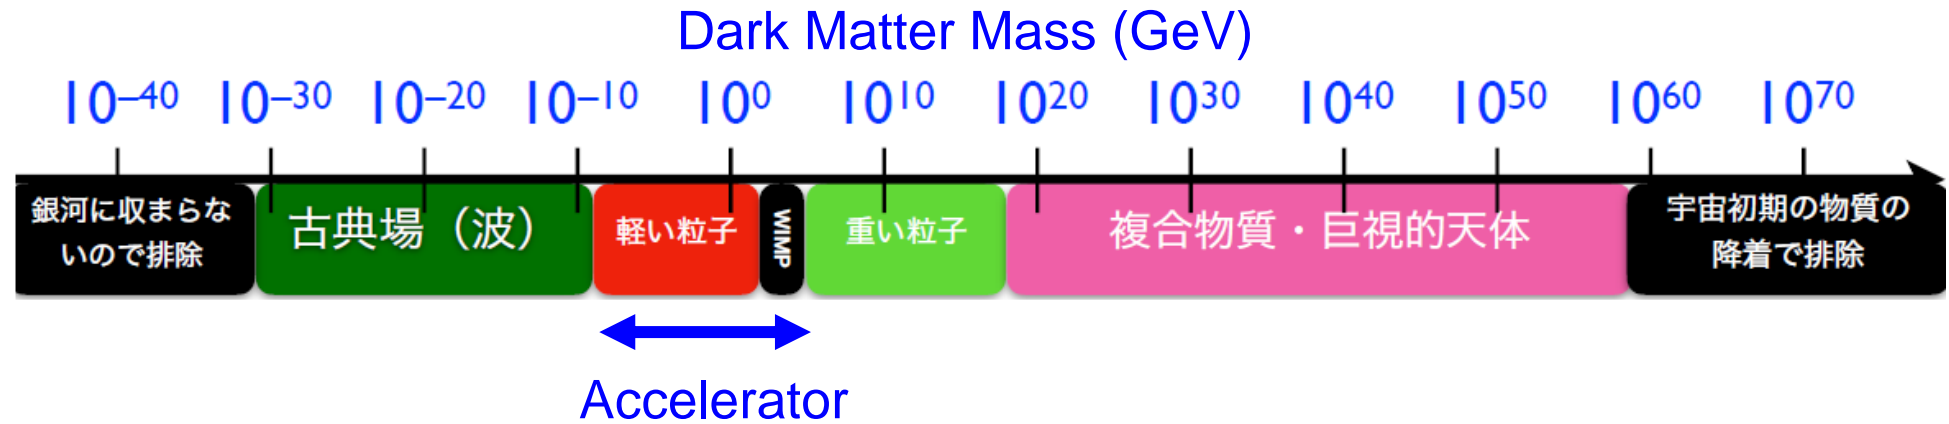 Dark Matter Mass (GeV)
10⁻⁴⁰ 10⁻³⁰ 10⁻²⁰ 10⁻¹⁰ 10⁰ 10¹⁰ 10²⁰ 10³⁰ 10⁴⁰ 10⁵⁰ 10⁶⁰ 10⁷⁰
銀河に収まらな
いので排除
古典場（波）
軽い粒子
WIMP
重い粒子
複合物質・巨視的天体
宇宙初期の物質の
降着で排除
Accelerator